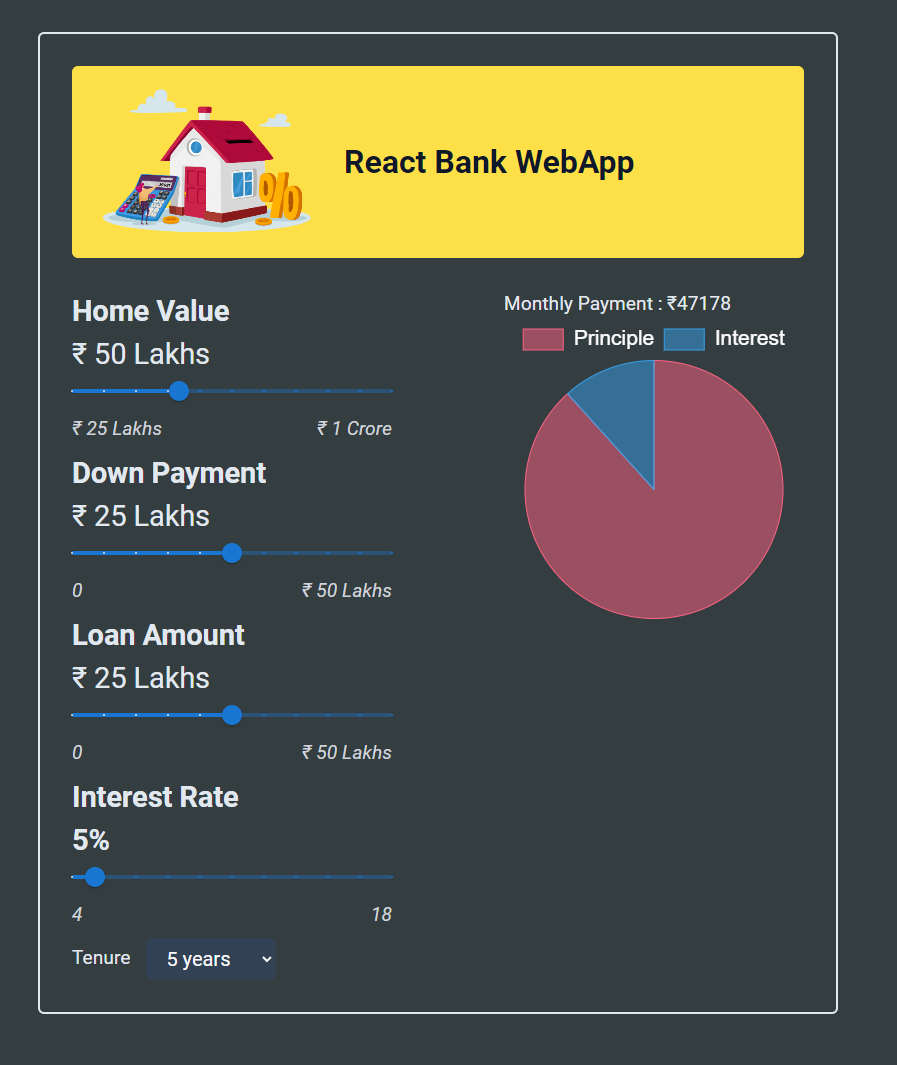 React Bank WebApp
Home Value
₹ 50 Lakhs
₹ 25 Lakhs ₹ 1 Crore
Down Payment
₹ 25 Lakhs
0 ₹ 50 Lakhs
Loan Amount
₹ 25 Lakhs
0 ₹ 50 Lakhs
Interest Rate
5%
4 18
Tenure 5 years
Monthly Payment : ₹47178
Principle Interest